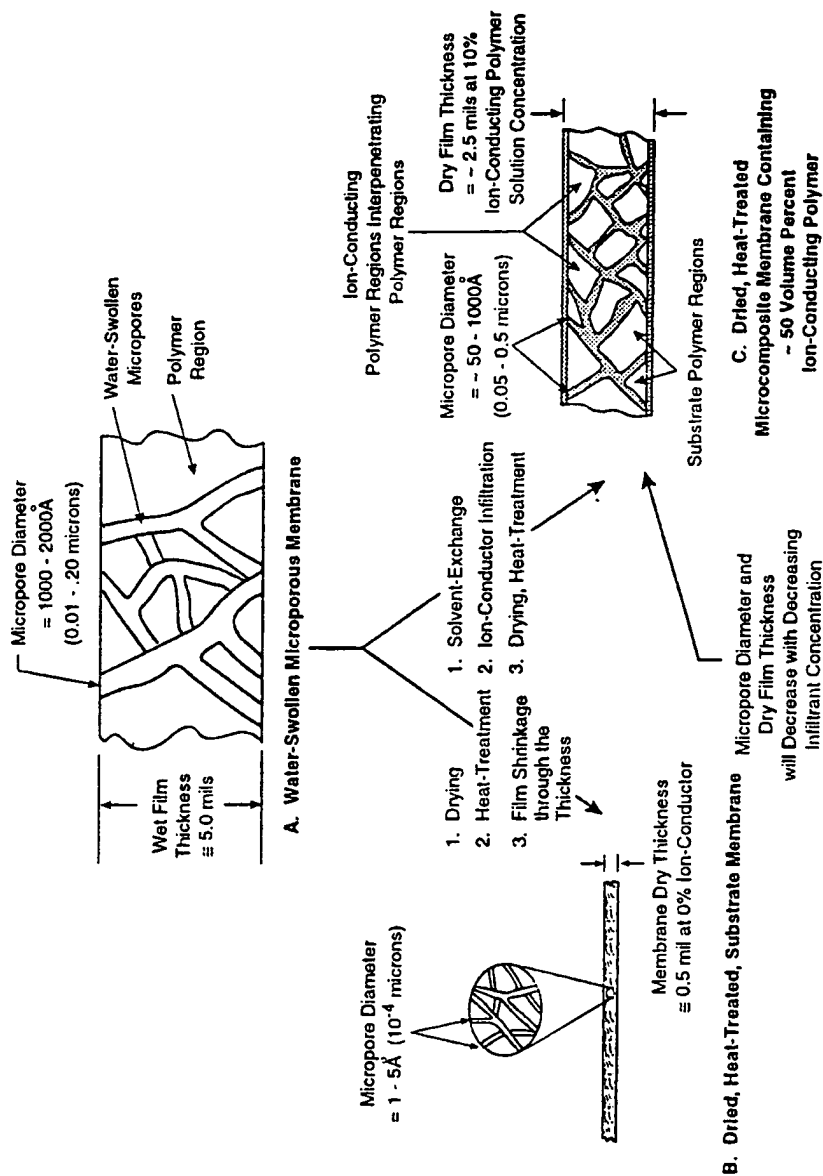 Micropore Diameter
= 1000 - 2000Å
(0.01 - .20 microns)
Wet Film
Thickness
≅ 5.0 mils
Water-Swollen
Micropores
Polymer
Region
A. Water-Swollen Microporous Membrane
1. Drying
2. Heat-Treatment
3. Film Shrinkage
through the
Thickness
1. Solvent-Exchange
2. Ion-Conductor Infiltration
3. Drying, Heat-Treatment
Micropore Diameter
= 1 - 5Å (10⁻⁴ microns)
Membrane Dry Thickness
≅ 0.5 mil at 0% Ion-Conductor
B. Dried, Heat-Treated, Substrate Membrane
Micropore Diameter and
Dry Film Thickness
will Decrease with Decreasing
Infiltrant Concentration
Ion-Conducting
Polymer Regions Interpenetrating
Polymer Regions
Micropore Diameter
= ~ 50 - 1000Å
(0.05 - 0.5 microns)
Dry Film Thickness
= ~ 2.5 mils at 10%
Ion-Conducting Polymer
Solution Concentration
Substrate Polymer Regions
C. Dried, Heat-Treated
Microcomposite Membrane Containing
~ 50 Volume Percent
Ion-Conducting Polymer